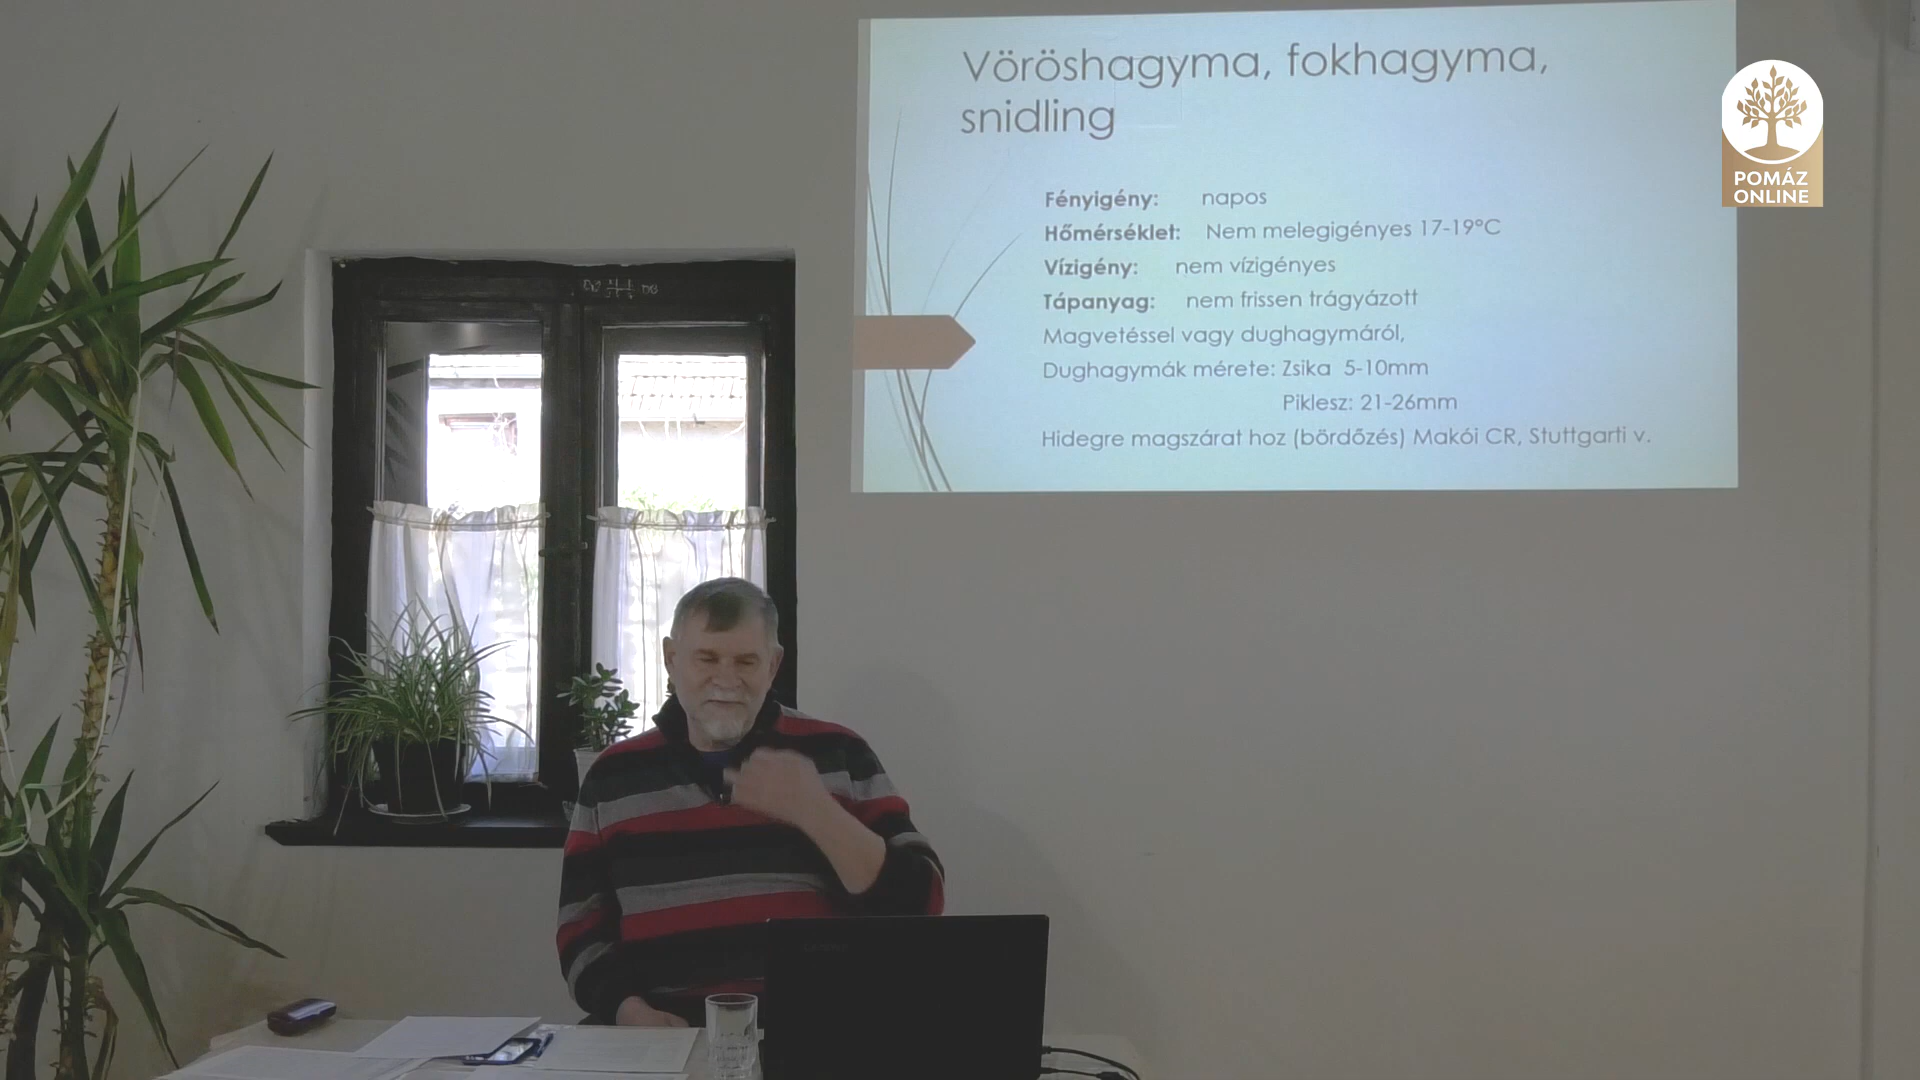 Vöröshagyma, fokhagyma,
snidling
Fényigény: napos
Hőmérséklet: Nem melegigényes 17-19°C
Vízigény: nem vízigényes
Tápanyag: nem frissen trágyázott
Magvetéssel vagy dughagymáról,
Dughagymák mérete: Zsika 5-10mm
Piklesz: 21-26mm
Hidegre magszárat hoz (bördőzés) Makói CR, Stuttgarti v.
POMÁZ
ONLINE